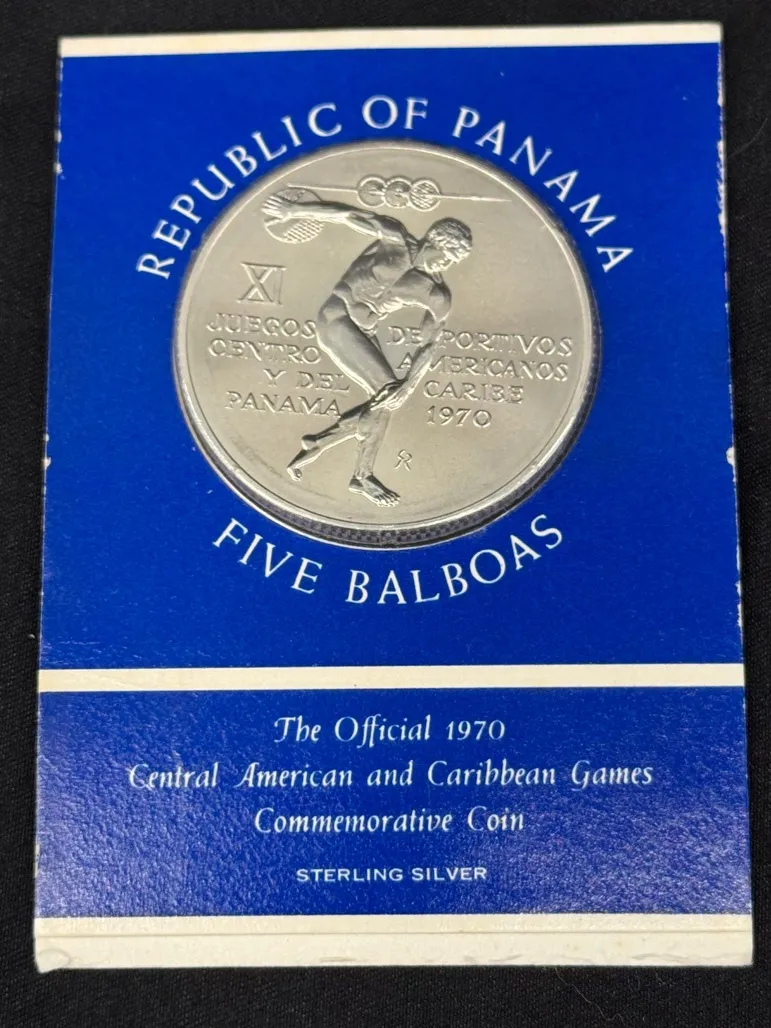 REPUBLIC OF PANAMA
XI
JUEGOS DEPORTIVOS
CENTRO AMERICANOS
Y DEL CARIBE
PANAMA 1970
FIVE BALBOAS
The Official 1970
Central American and Caribbean Games
Commemorative Coin
STERLING SILVER